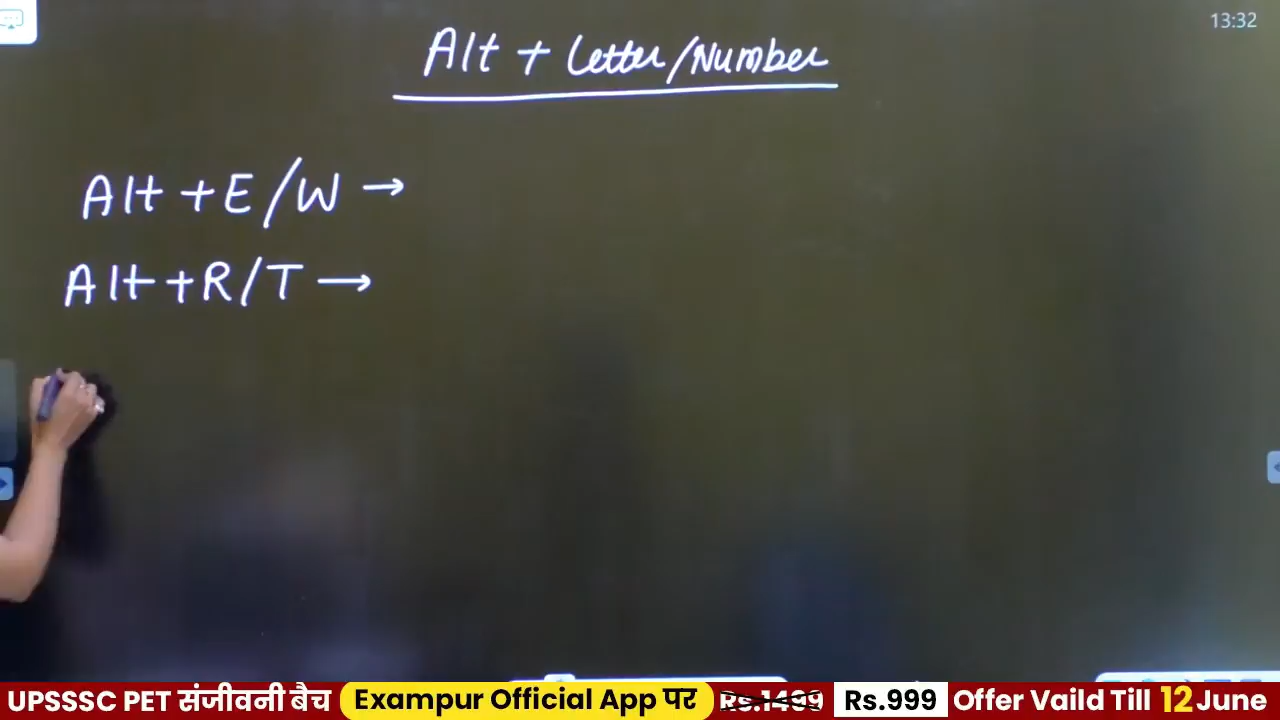 13:32
Alt + Letter/Number
Alt + E/W →
Alt + R/T →
UPSSSC PET संजीवनी बैच Exampur Official App पर Rs.1499 Rs.999 Offer Vaild Till 12 June